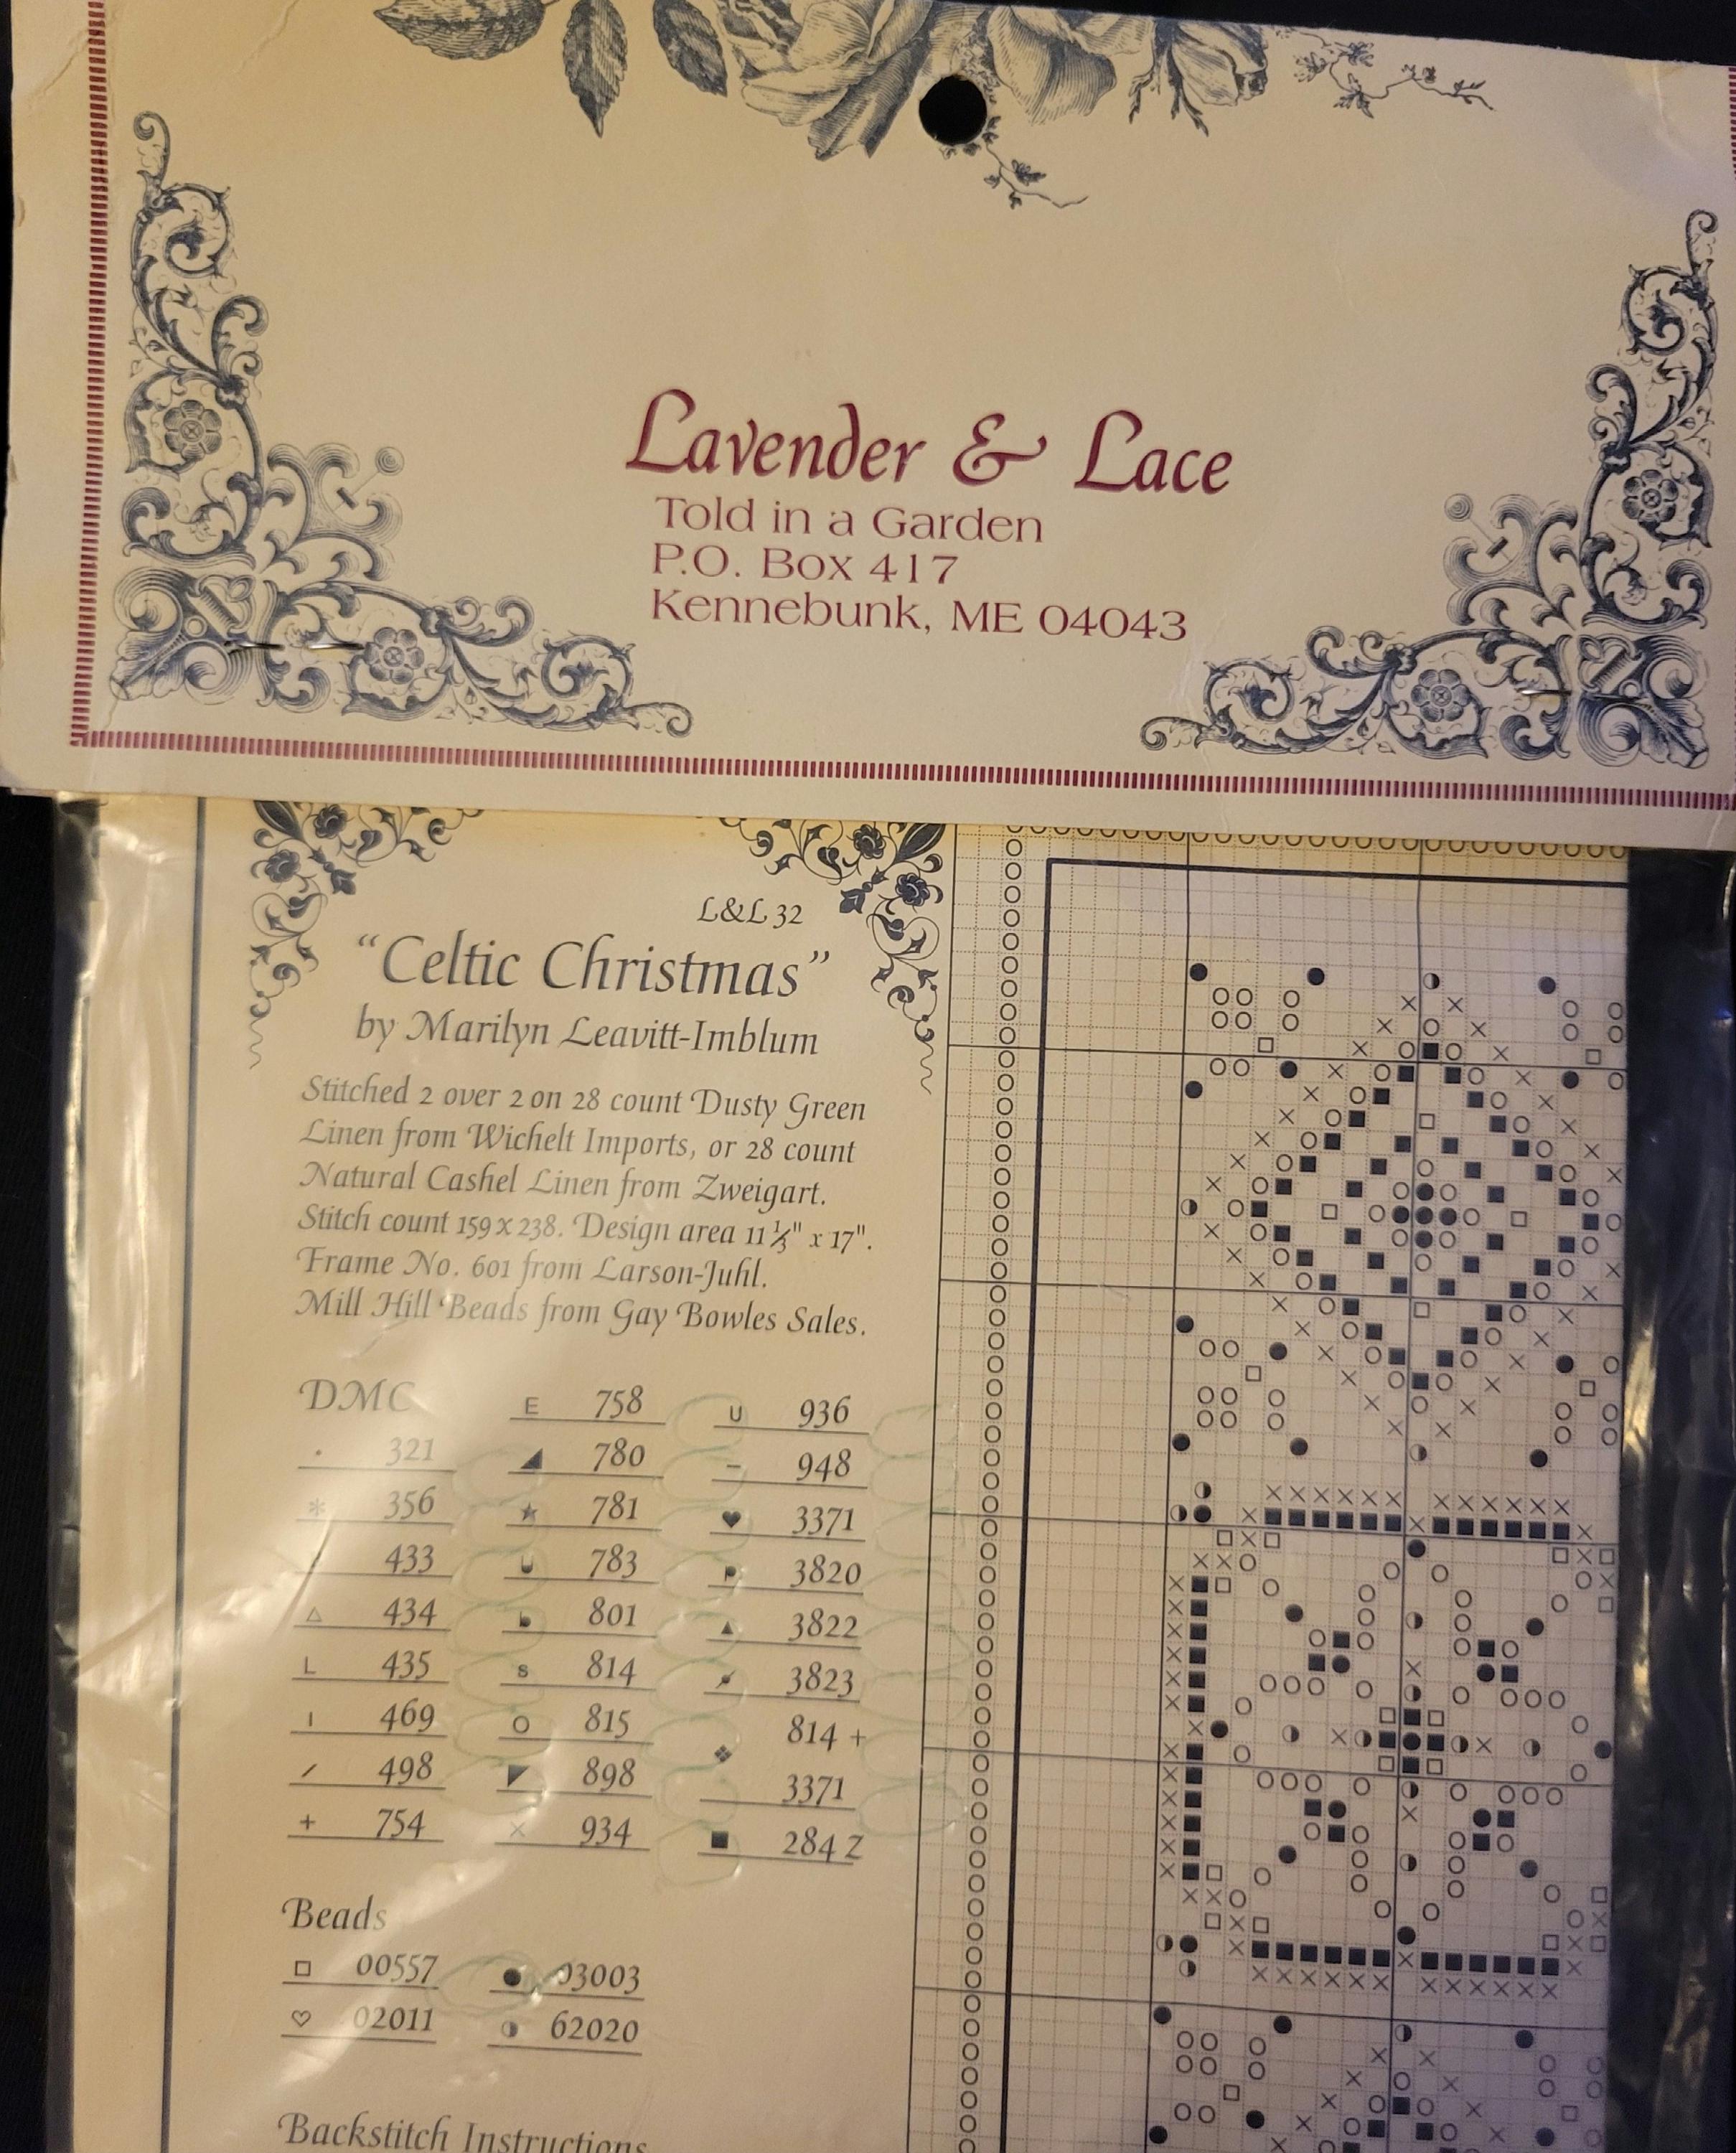 Lavender & Lace
Told in a Garden
P.O. Box 417
Kennebunk, ME 04043
L&L 32
"Celtic Christmas"
by Marilyn Leavitt-Imblum
Stitched 2 over 2 on 28 count Dusty Green
Linen from Wichelt Imports, or 28 count
Natural Cashel Linen from Zweigart.
Stitch count 159 x 238. Design area 11 ⅓" x 17".
Frame No. 601 from Larson-Juhl.
Mill Hill Beads from Gay Bowles Sales.
DMC
· 321
* 356
433
△ 434
L 435
I 469
/ 498
+ 754
E 758
◢ 780
★ 781
783
801
S 814
O 815
◤ 898
× 934
U 936
– 948
♥ 3371
P 3820
▲ 3822
3823
❖ 814 +
3371
■ 284 Z
Beads
□ 00557
♡ 02011
● 03003
◑ 62020
Backstitch Instructions